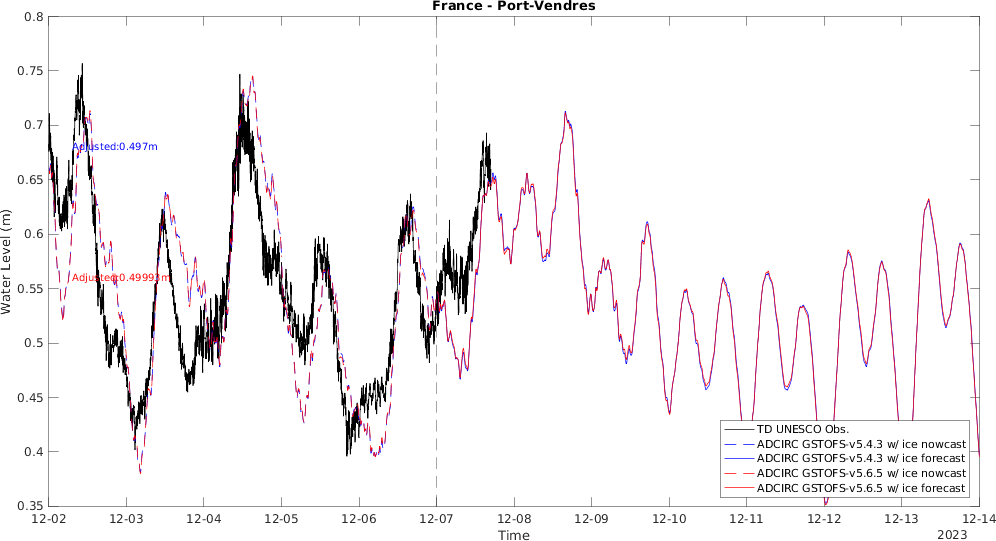 France - Port-Vendres
0.8
0.75
0.7
0.65
0.6
0.55
0.5
0.45
0.4
0.35
Water Level (m)
Adjusted:0.497m
Adjusted:0.49993m
TD UNESCO Obs.
ADCIRC GSTOFS-v5.4.3 w/ ice nowcast
ADCIRC GSTOFS-v5.4.3 w/ ice forecast
ADCIRC GSTOFS-v5.6.5 w/ ice nowcast
ADCIRC GSTOFS-v5.6.5 w/ ice forecast
12-02 12-03 12-04 12-05 12-06 12-07 12-08 12-09 12-10 12-11 12-12 12-13 12-14
Time
2023